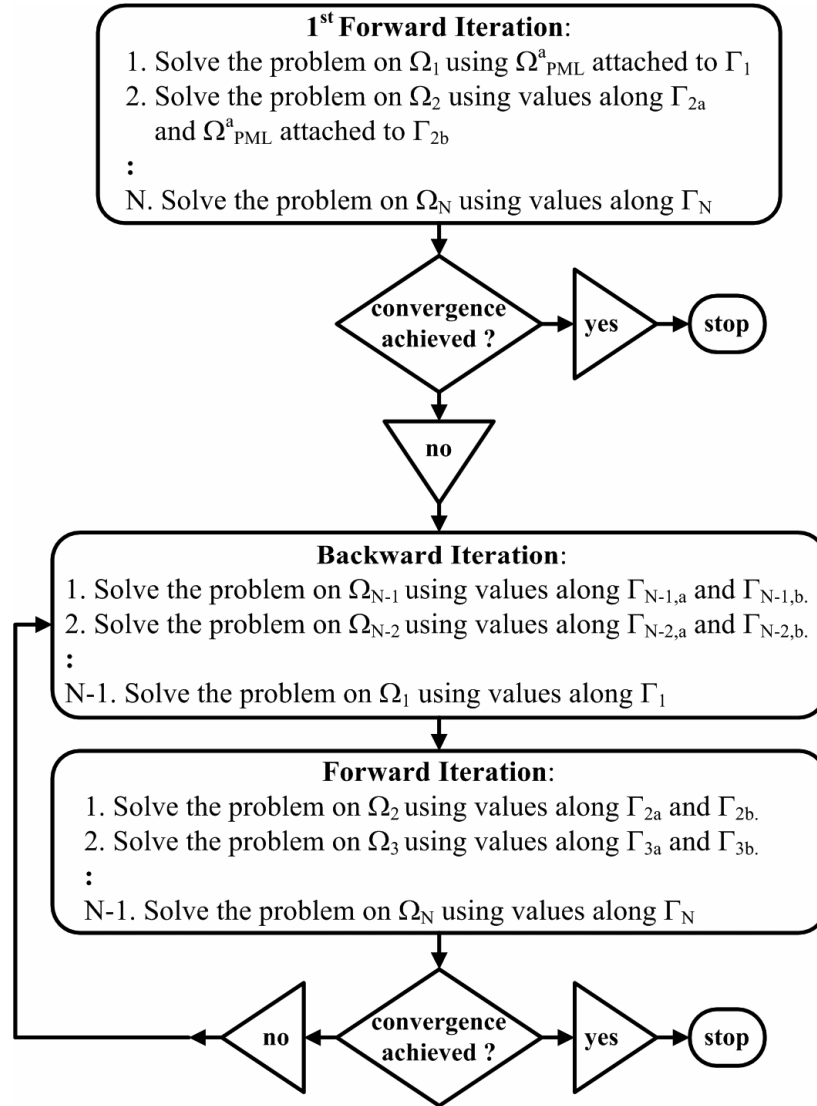 1st Forward Iteration:
1. Solve the problem on Ω1 using ΩaPML attached to Γ1
2. Solve the problem on Ω2 using values along Γ2a
and ΩaPML attached to Γ2b
:
N. Solve the problem on ΩN using values along ΓN
convergence
achieved ?
yes
stop
no
Backward Iteration:
1. Solve the problem on ΩN-1 using values along ΓN-1,a and ΓN-1,b.
2. Solve the problem on ΩN-2 using values along ΓN-2,a and ΓN-2,b.
:
N-1. Solve the problem on Ω1 using values along Γ1
Forward Iteration:
1. Solve the problem on Ω2 using values along Γ2a and Γ2b.
2. Solve the problem on Ω3 using values along Γ3a and Γ3b.
:
N-1. Solve the problem on ΩN using values along ΓN
no
convergence
achieved ?
yes
stop